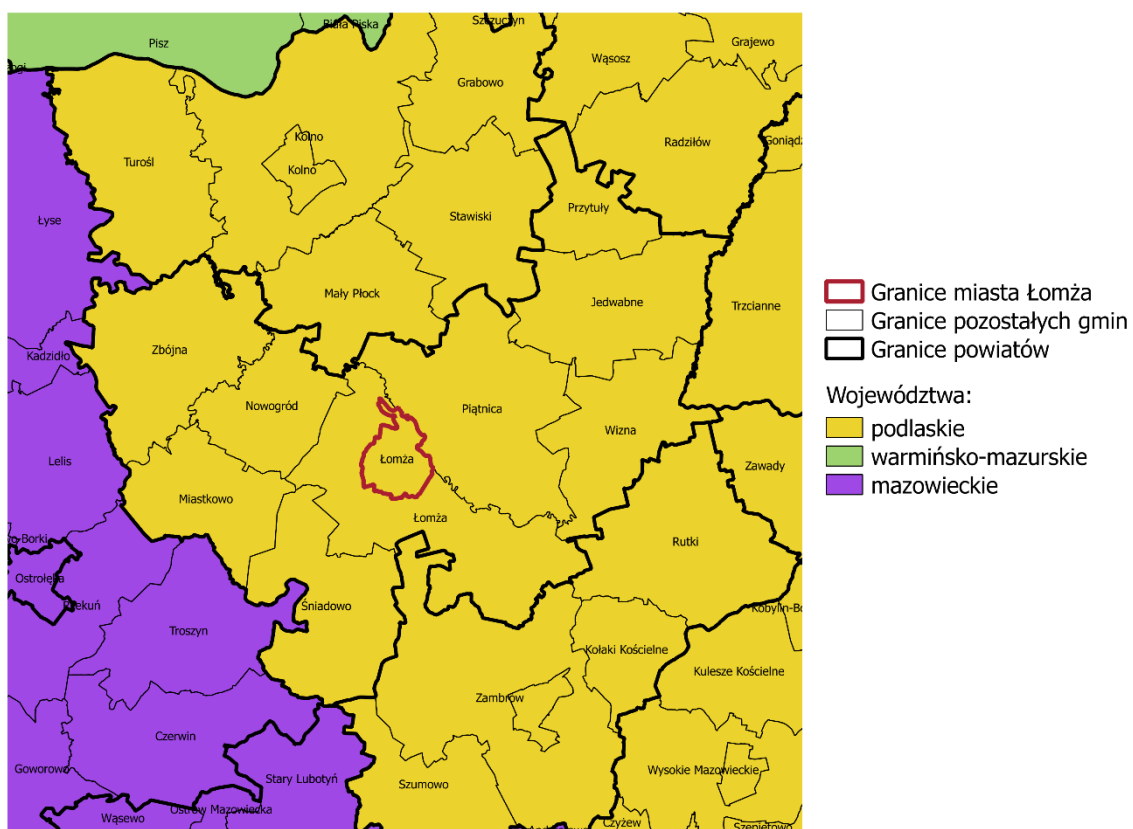 Szczuczyn
Biała Piska
Pisz
Grajewo
Wąsosz
Grabowo
Kolno
Radziłów
Goniądz
Turośl
Kolno
Przytuły
Stawiski
Łyse
Mały Płock
Jedwabne
Trzcianne
Zbójna
Kadzidło
Nowogród
Piątnica
Wizna
Łomża
Lelis
Zawady
Miastkowo
Łomża
Rutki
Ostrołęka
Śniadowo
Troszyn
Kołaki Kościelne
Kulesze Kościelne
Zambrów
Czerwin
Goworowo
Stary Lubotyń
Szumowo
Wysokie Mazowieckie
Ostrów Mazowiecka
Wąsewo
Czyżew
Szepietowo
Granice miasta Łomża
Granice pozostałych gmin
Granice powiatów
Województwa:
podlaskie
warmińsko-mazurskie
mazowieckie